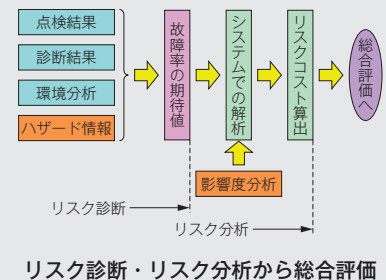 点検結果
診断結果
環境分析
ハザード情報
故障率の期待値
システムでの解析
リスクコスト算出
総合評価へ
影響度分析
リスク診断
リスク分析
リスク診断・リスク分析から総合評価